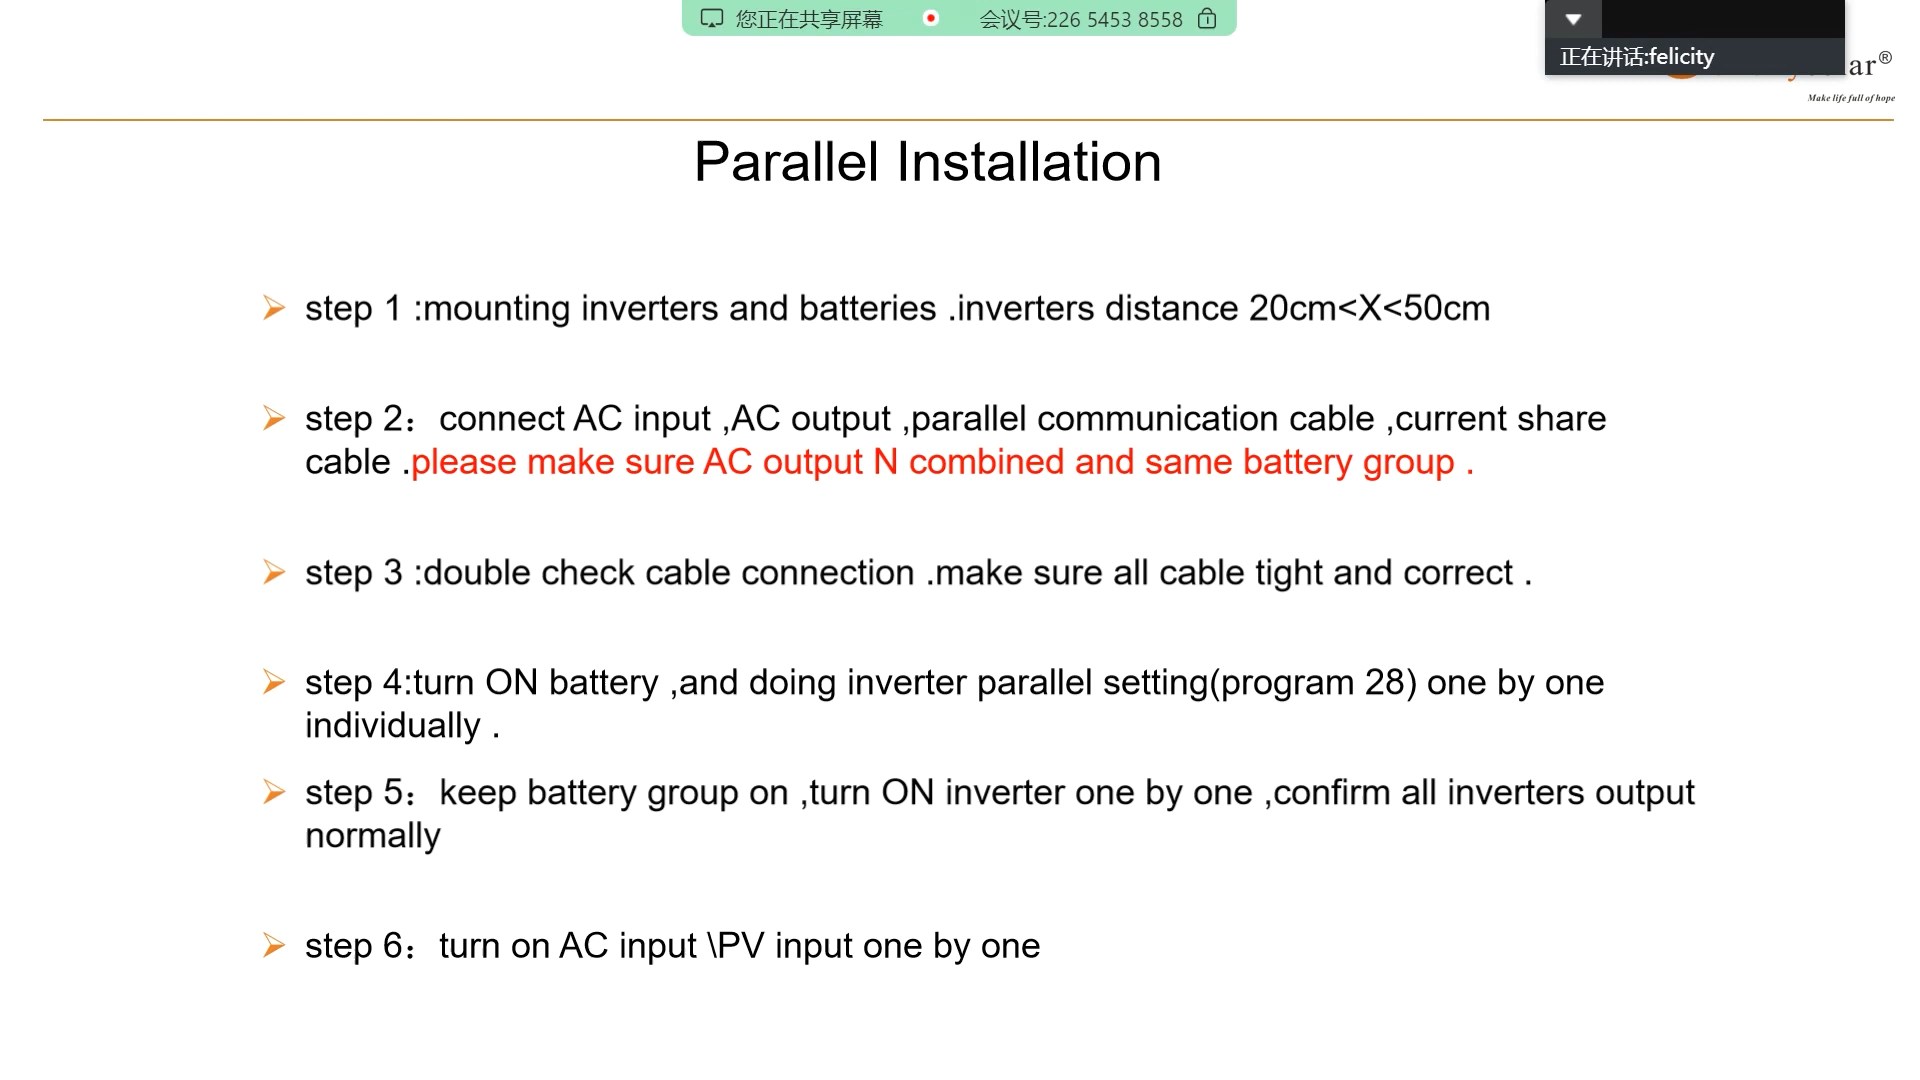 您正在共享屏幕 会议号:226 5453 8558
正在讲话:felicity
ar®
Make life full of hope
Parallel Installation
step 1 :mounting inverters and batteries .inverters distance 20cm<X<50cm
step 2：connect AC input ,AC output ,parallel communication cable ,current share
cable .please make sure AC output N combined and same battery group .
step 3 :double check cable connection .make sure all cable tight and correct .
step 4:turn ON battery ,and doing inverter parallel setting(program 28) one by one
individually .
step 5：keep battery group on ,turn ON inverter one by one ,confirm all inverters output
normally
step 6：turn on AC input \PV input one by one